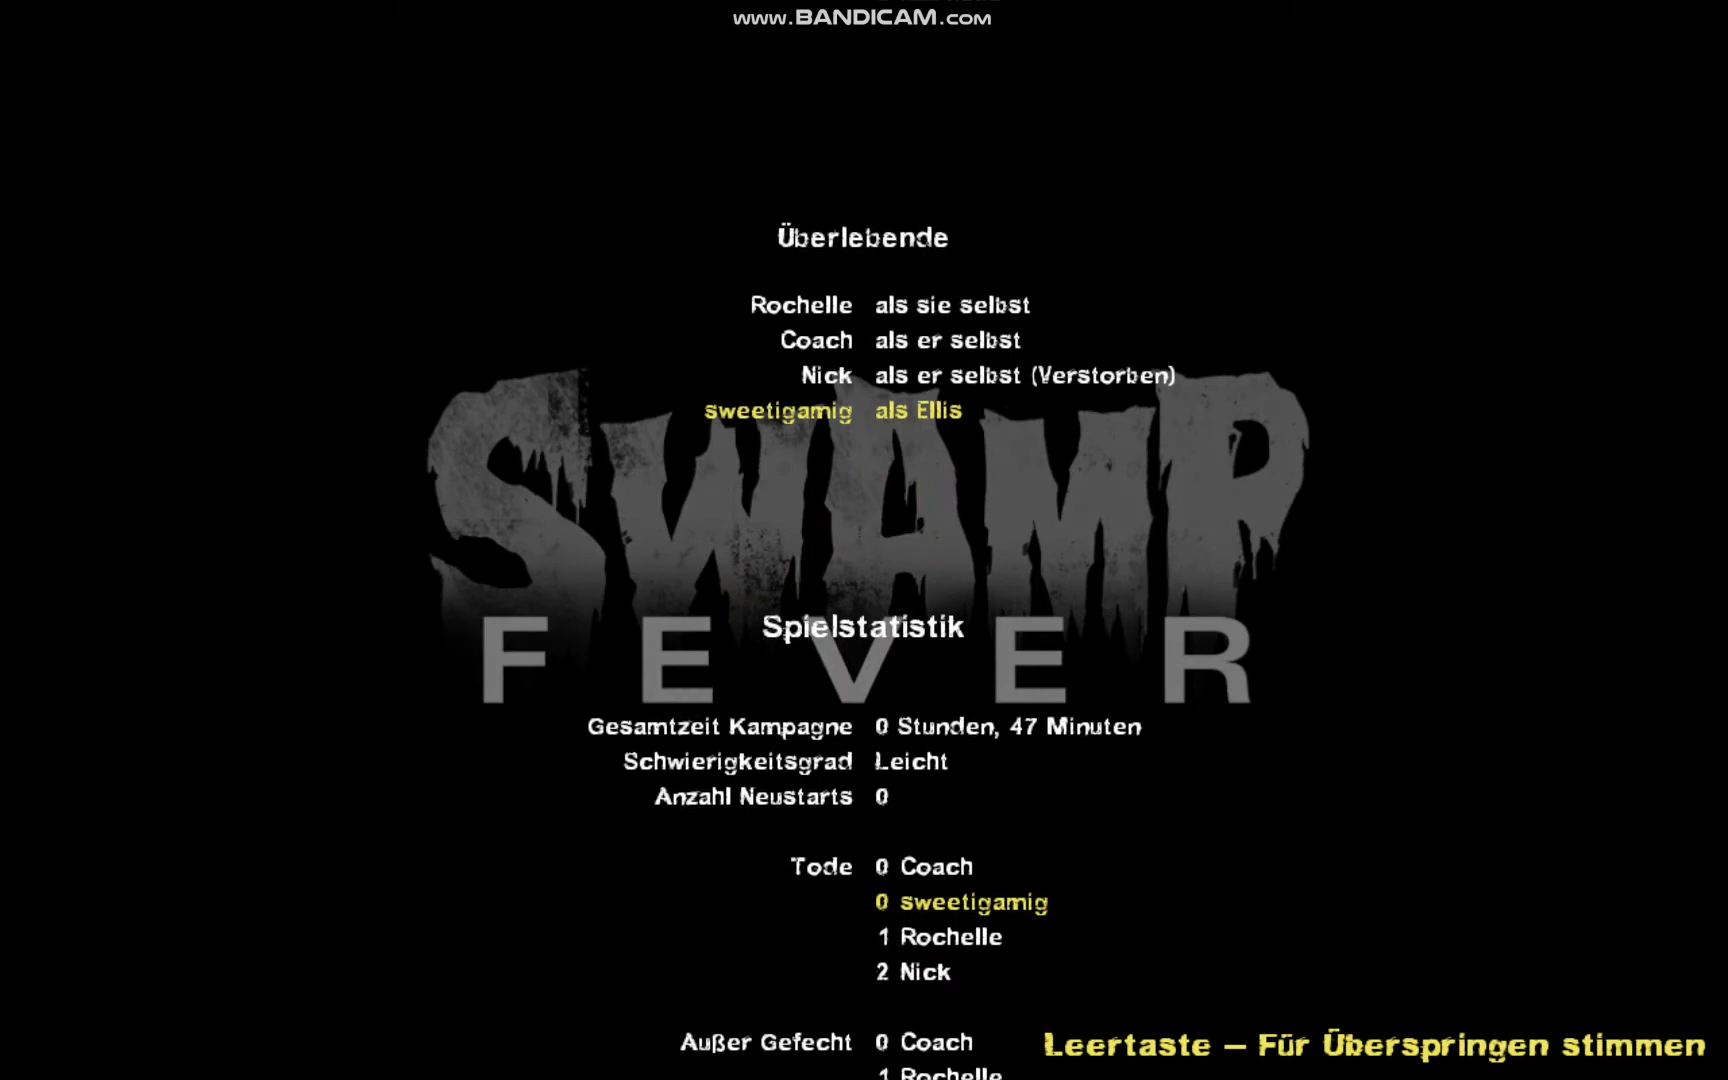 www.BANDICAM.com
Überlebende
Rochelle als sie selbst
Coach als er selbst
Nick als er selbst (Verstorben)
sweetigamig als Ellis
SWAMP
FEVER
Spielstatistik
Gesamtzeit Kampagne 0 Stunden, 47 Minuten
Schwierigkeitsgrad Leicht
Anzahl Neustarts 0
Tode 0 Coach
0 sweetigamig
1 Rochelle
2 Nick
Außer Gefecht 0 Coach
1 Rochelle
Leertaste – Für Überspringen stimmen